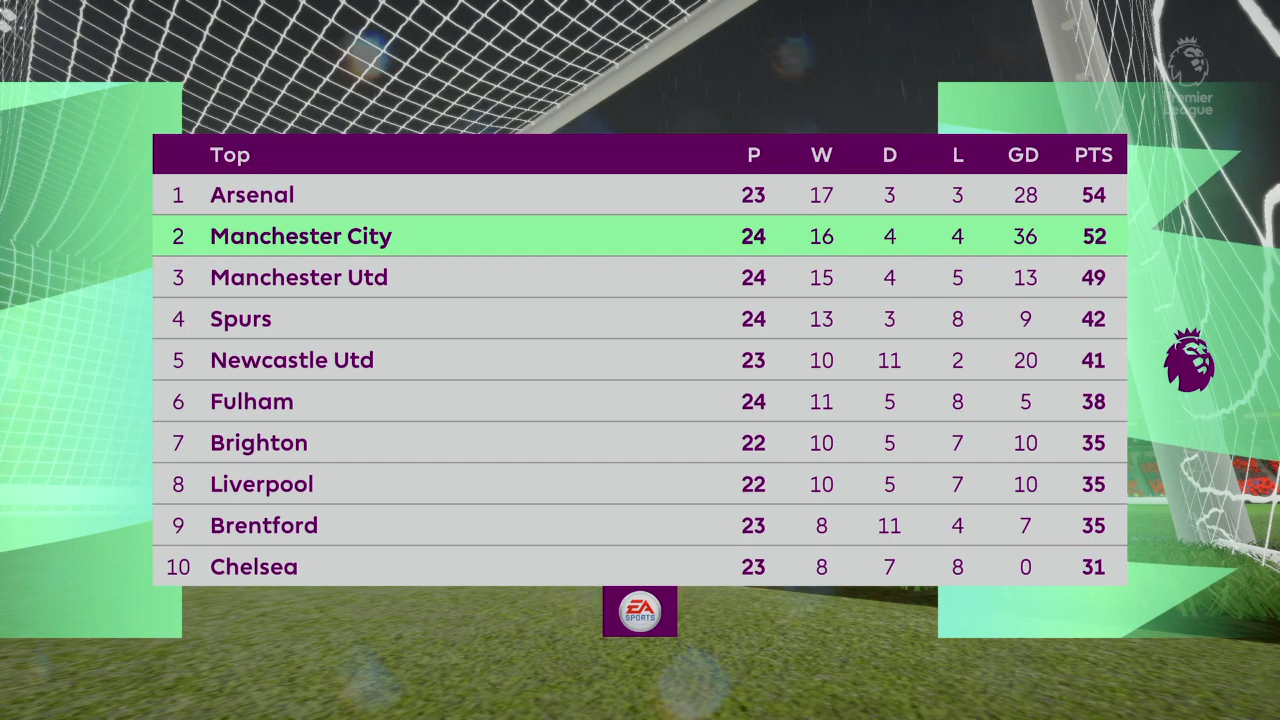 Premier
League
Top P W D L GD PTS
1 Arsenal 23 17 3 3 28 54
2 Manchester City 24 16 4 4 36 52
3 Manchester Utd 24 15 4 5 13 49
4 Spurs 24 13 3 8 9 42
5 Newcastle Utd 23 10 11 2 20 41
6 Fulham 24 11 5 8 5 38
7 Brighton 22 10 5 7 10 35
8 Liverpool 22 10 5 7 10 35
9 Brentford 23 8 11 4 7 35
10 Chelsea 23 8 7 8 0 31
EA
SPORTS